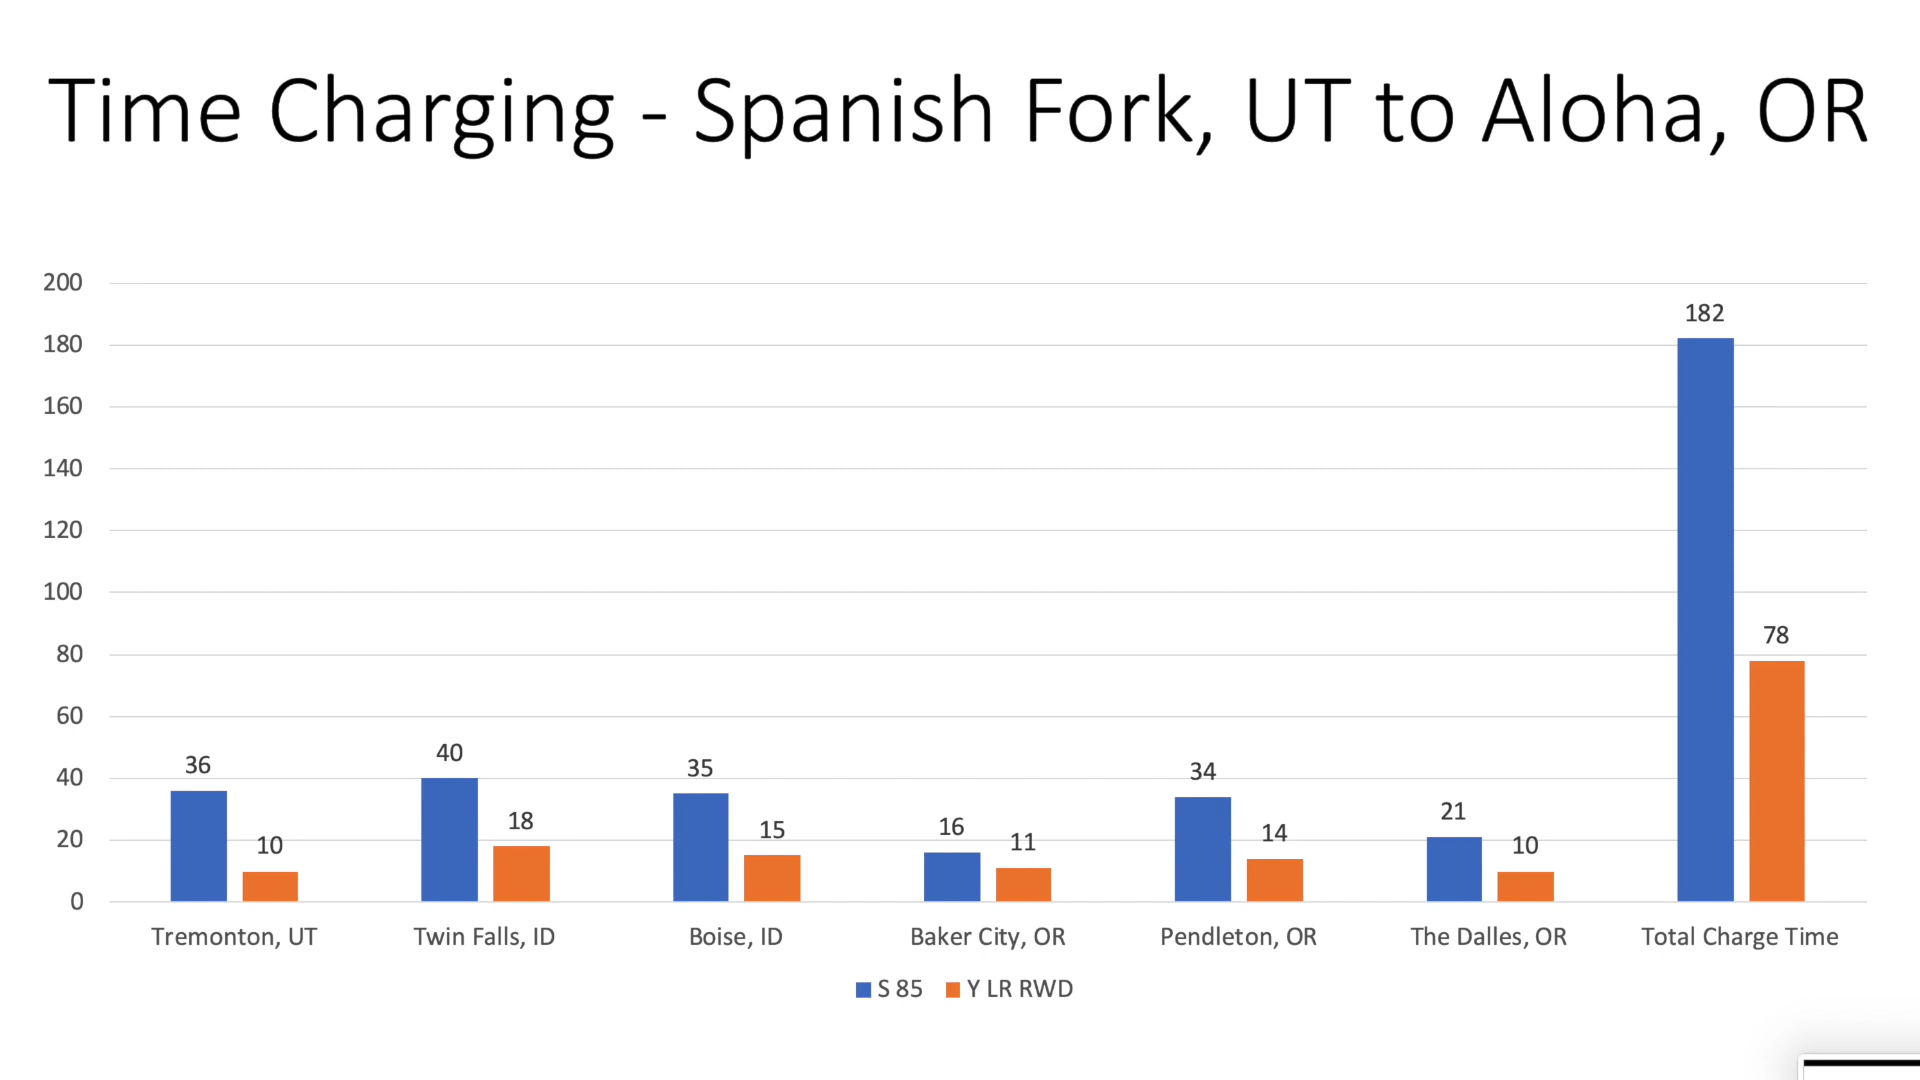 Time Charging - Spanish Fork, UT to Aloha, OR
200
180
160
140
120
100
80
60
40
20
0
36
10
40
18
35
15
16
11
34
14
21
10
182
78
Tremonton, UT
Twin Falls, ID
Boise, ID
Baker City, OR
Pendleton, OR
The Dalles, OR
Total Charge Time
S 85
Y LR RWD